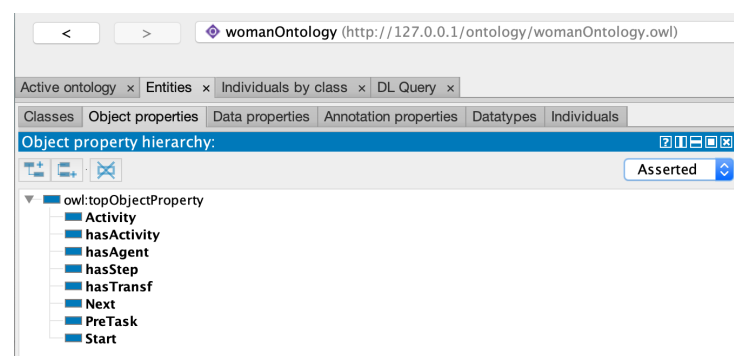 < > womanOntology (http://127.0.0.1/ontology/womanOntology.owl)
Active ontology × Entities × Individuals by class × DL Query ×
Classes Object properties Data properties Annotation properties Datatypes Individuals
Object property hierarchy:
Asserted
owl:topObjectProperty
Activity
hasActivity
hasAgent
hasStep
hasTransf
Next
PreTask
Start